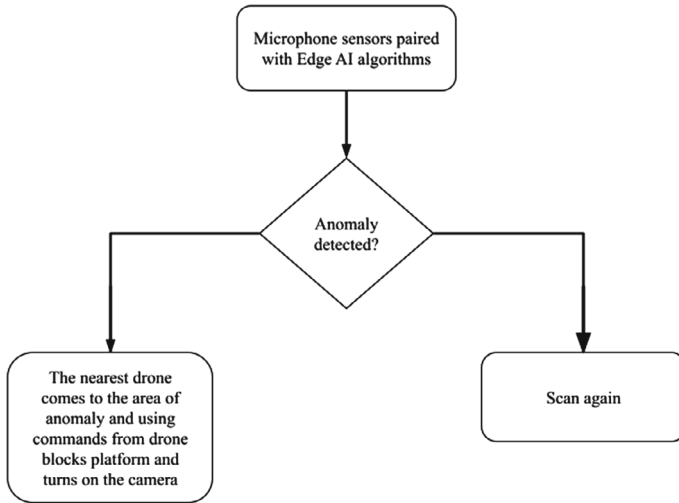 Microphone sensors paired
with Edge AI algorithms
Anomaly
detected?
The nearest drone
comes to the area of
anomaly and using
commands from drone
blocks platform and
turns on the camera
Scan again